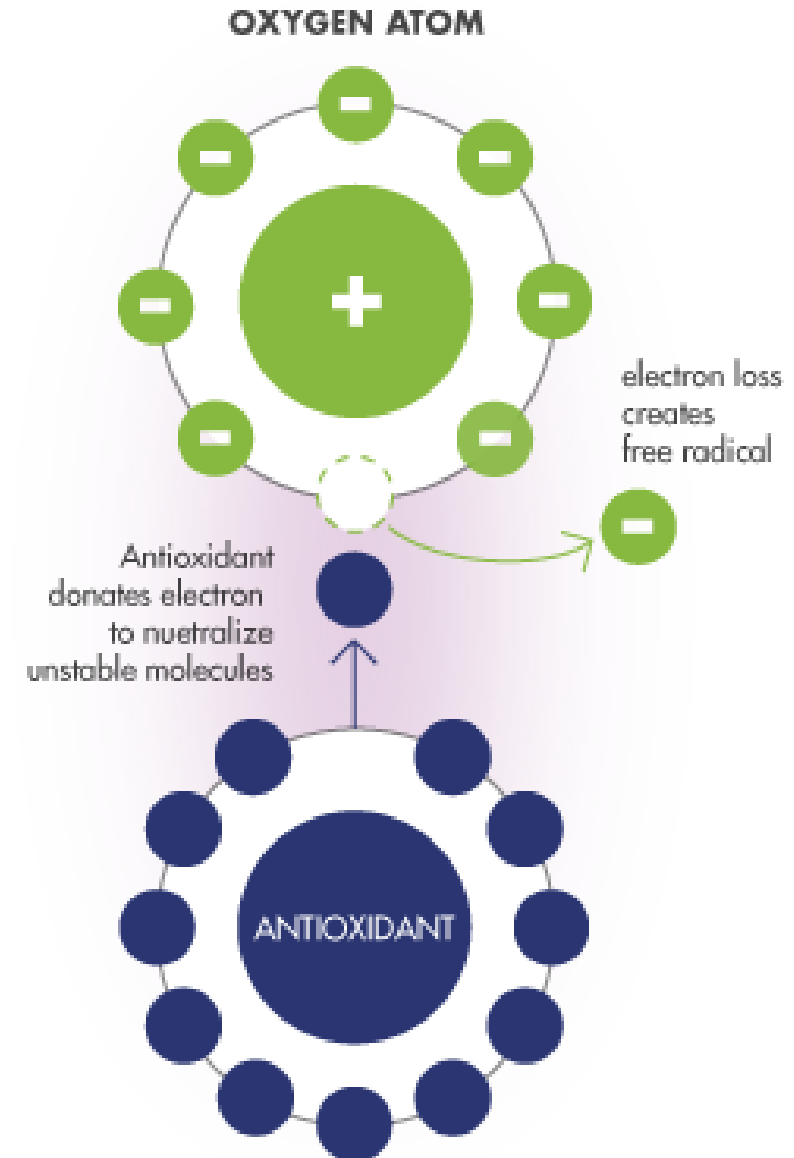 OXYGEN ATOM
+
electron loss
creates
free radical
Antioxidant
donates electron
to nuetralize
unstable molecules
ANTIOXIDANT